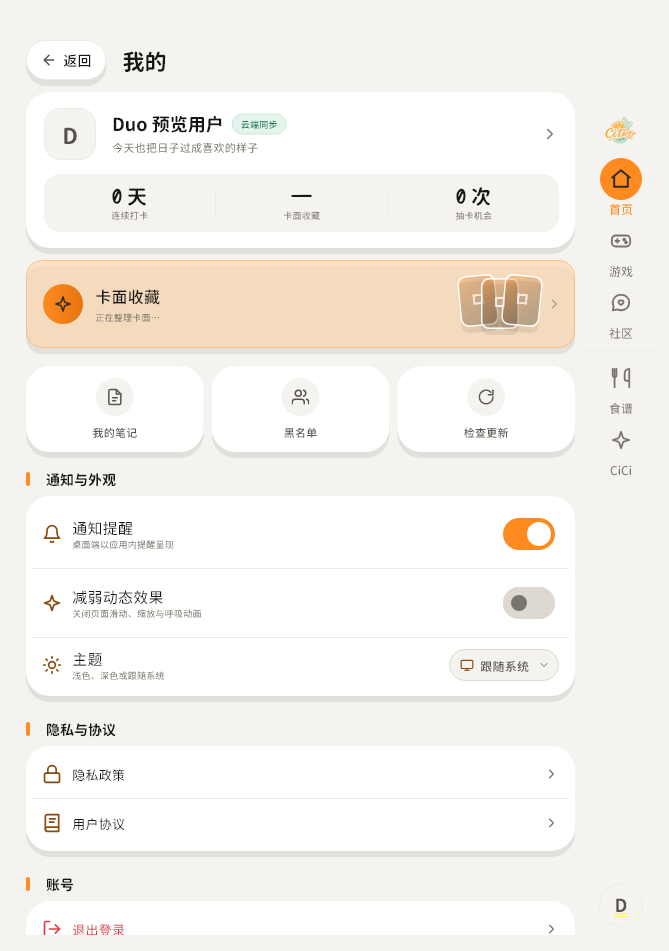 返回
我的
D
Duo 预览用户
云端同步
今天也把日子过成喜欢的样子
0 天
连续打卡
—
卡面收藏
0 次
抽卡机会
卡面收藏
正在整理卡面…
我的笔记
黑名单
检查更新
通知与外观
通知提醒
桌面端以应用内提醒呈现
减弱动态效果
关闭页面滑动、缩放与呼吸动画
主题
浅色、深色或跟随系统
跟随系统
隐私与协议
隐私政策
用户协议
账号
退出登录
Citro
首页
游戏
社区
食谱
CiCi
D